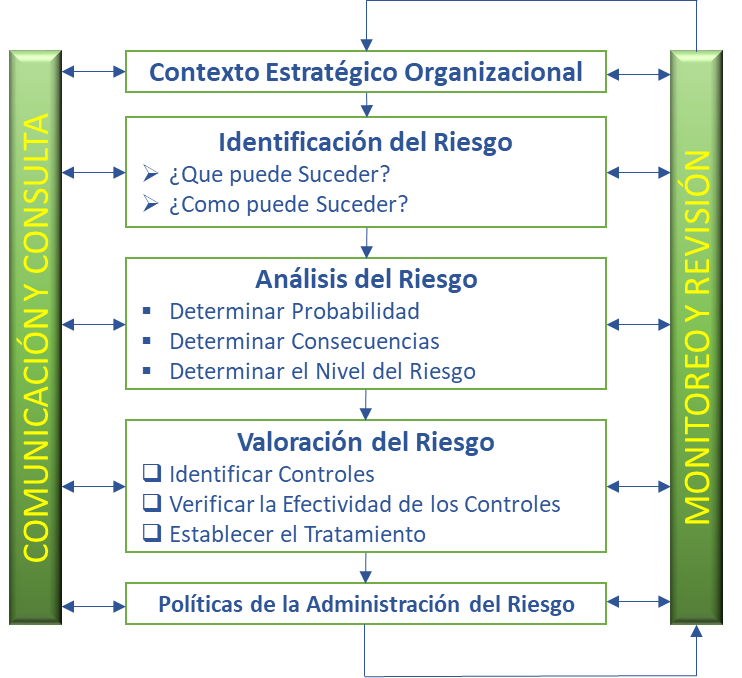 Contexto Estratégico Organizacional
Identificación del Riesgo
¿Que puede Suceder?
¿Como puede Suceder?
Análisis del Riesgo
Determinar Probabilidad
Determinar Consecuencias
Determinar el Nivel del Riesgo
Valoración del Riesgo
Identificar Controles
Verificar la Efectividad de los Controles
Establecer el Tratamiento
Políticas de la Administración del Riesgo
COMUNICACIÓN Y CONSULTA
MONITOREO Y REVISIÓN